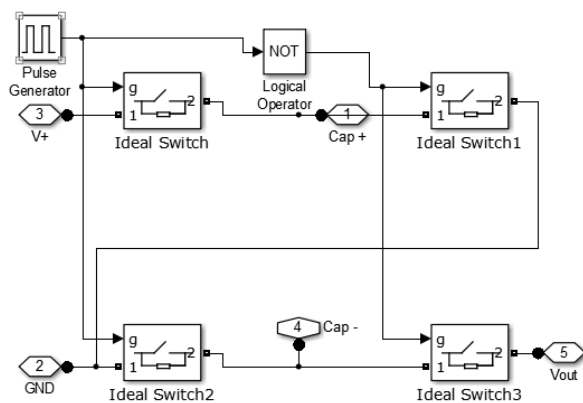 NOT
Pulse
Generator
Logical
Operator
g
2
1
Ideal Switch
g
2
1
Ideal Switch1
3
V+
1
Cap +
4
Cap -
g
2
1
Ideal Switch2
g
2
1
Ideal Switch3
2
GND
5
Vout